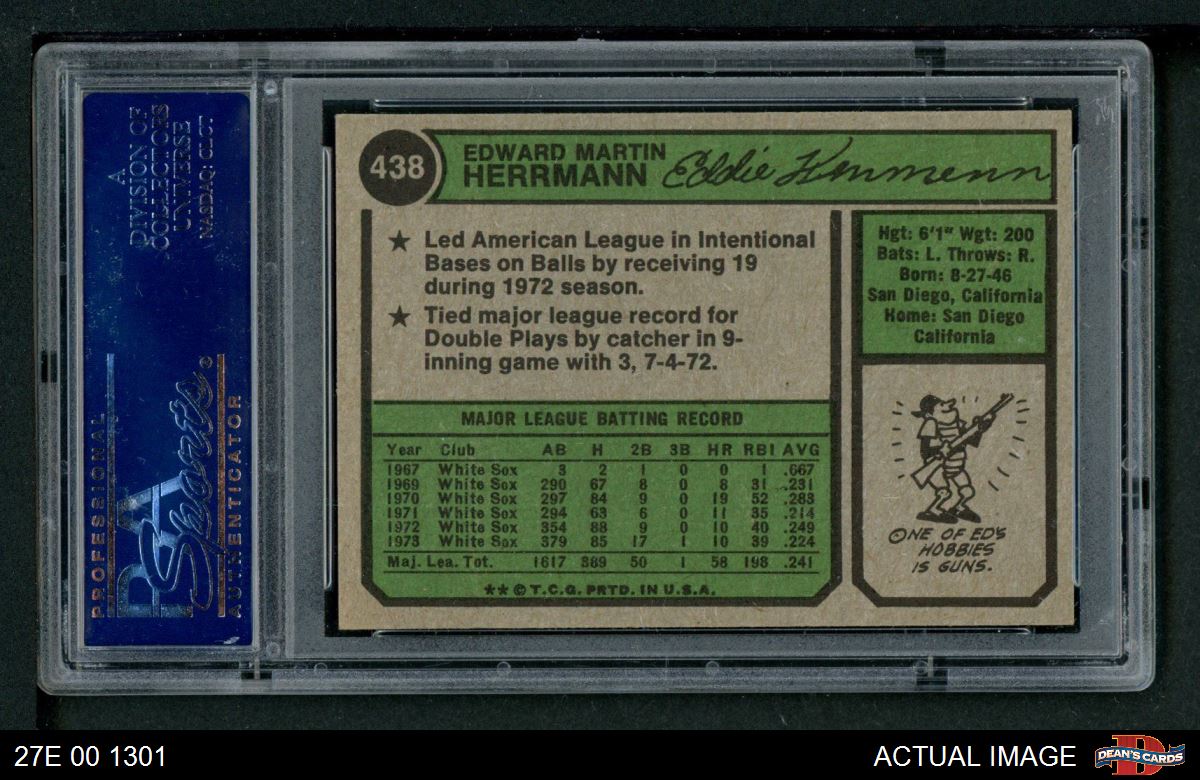 A
DIVISION OF
COLLECTORS
UNIVERSE
NASDAQ: CLCT
PROFESSIONAL
PSA
Sports®
AUTHENTICATOR
438
EDWARD MARTIN
HERRMANN
Eddie Herrmann
★ Led American League in Intentional
Bases on Balls by receiving 19
during 1972 season.
★ Tied major league record for
Double Plays by catcher in 9-
inning game with 3, 7-4-72.
Hgt: 6'1" Wgt: 200
Bats: L. Throws: R.
Born: 8-27-46
San Diego, California
Home: San Diego
California
MAJOR LEAGUE BATTING RECORD
Year Club AB H 2B 3B HR RBI AVG
1967 White Sox 3 2 1 0 0 1 .667
1969 White Sox 290 67 8 0 8 31 .231
1970 White Sox 297 84 9 0 19 52 .283
1971 White Sox 294 63 6 0 11 35 .214
1972 White Sox 354 88 9 0 10 40 .249
1973 White Sox 379 85 17 1 10 39 .224
Maj. Lea. Tot. 1617 389 50 1 58 198 .241
** © T.C.G. PRTD. IN U.S.A.
ONE OF ED'S
HOBBIES
IS GUNS.
27E 00 1301
ACTUAL IMAGE
D
DEAN'S CARDS